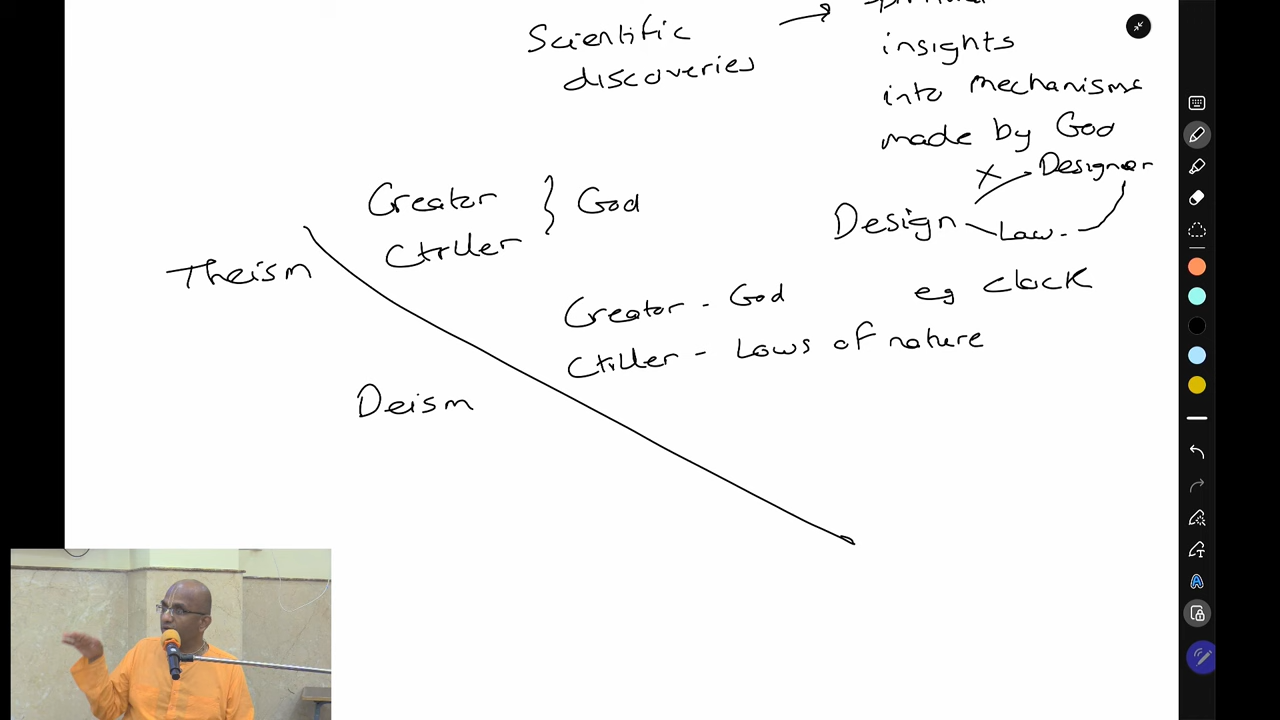 Scientific
discoveries
insights
into mechanisms
made by God
Designer
Design
Law
Creator
God
Ctrller
Theism
eg clock
Creator - God
Ctrller - Laws of nature
Deism